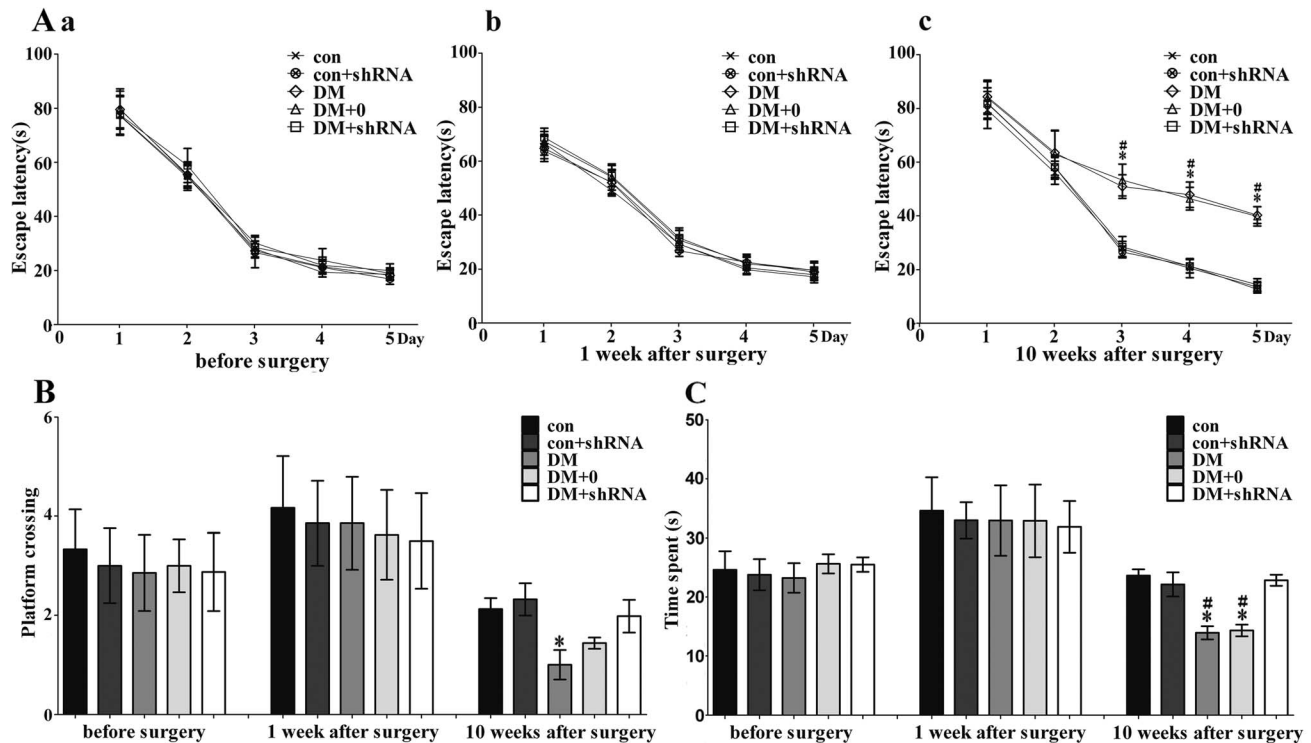 A a
b
c
con
con+shRNA
DM
DM+0
DM+shRNA
con
con+shRNA
DM
DM+0
DM+shRNA
con
con+shRNA
DM
DM+0
DM+shRNA
Escape latency(s)
100
80
60
40
20
0
0 1 2 3 4 5 Day
before surgery
Escape latency(s)
100
80
60
40
20
0
0 1 2 3 4 5 Day
1 week after surgery
Escape latency(s)
100
80
60
40
20
0
# # #
* * *
0 1 2 3 4 5 Day
10 weeks after surgery
B
Platform crossing
6
4
2
0
con
con+shRNA
DM
DM+0
DM+shRNA
*
before surgery 1 week after surgery 10 weeks after surgery
C
Time spent (s)
50
40
30
20
10
0
con
con+shRNA
DM
DM+0
DM+shRNA
# #
* *
before surgery 1 week after surgery 10 weeks after surgery